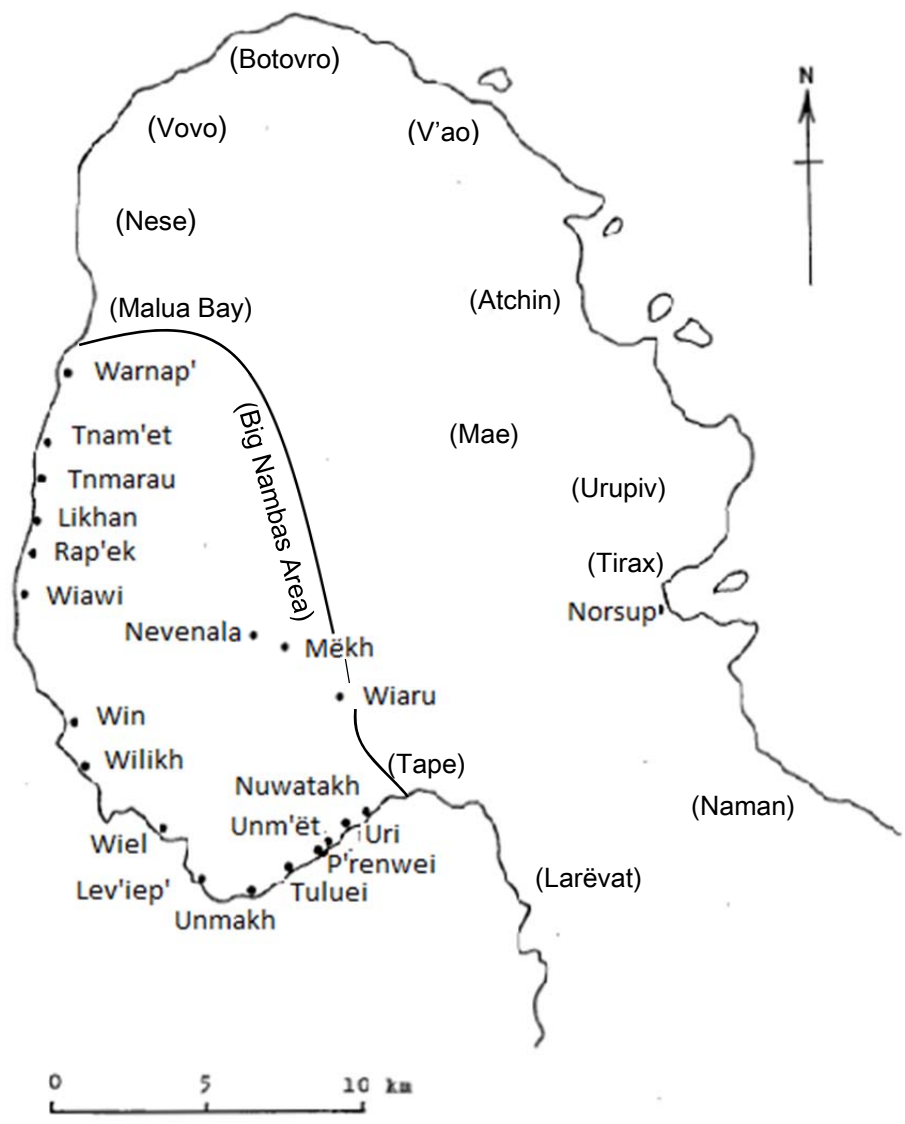 (Botovro)
N
(Vovo)
(V'ao)
(Nese)
(Atchin)
(Malua Bay)
Warnap'
(Big Nambas Area)
Tnam'et
(Mae)
Tnmarau
(Urupiv)
Likhan
Rap'ek
(Tirax)
Wiawi
Norsup
Nevenala
Mëkh
Wiaru
Win
Wilikh
(Tape)
Nuwatakh
(Naman)
Unm'ët
Uri
Wiel
P'renwei
(Larëvat)
Lev'iep'
Tuluei
Unmakh
0 5 10 km